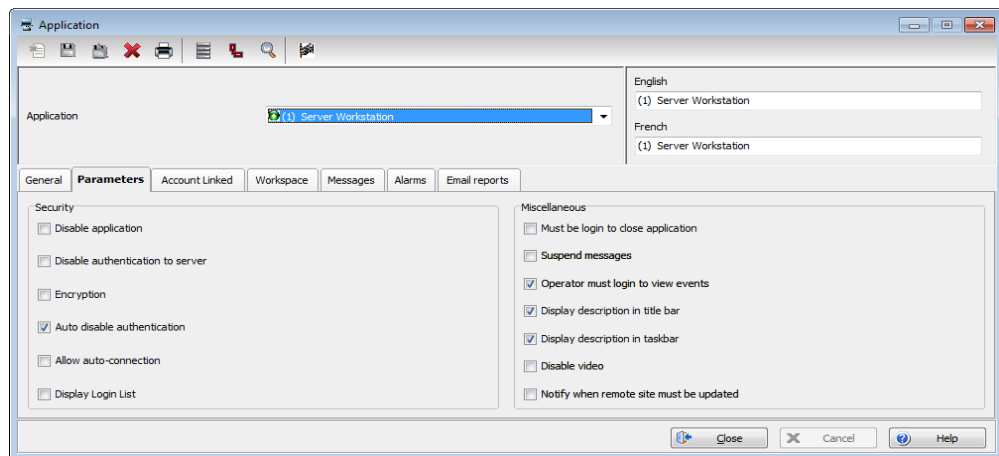 Application
English
(1) Server Workstation
Application
(1) Server Workstation
French
(1) Server Workstation
General Parameters Account Linked Workspace Messages Alarms Email reports
Security
Disable application
Disable authentication to server
Encryption
Auto disable authentication
Allow auto-connection
Display Login List
Miscellaneous
Must be login to close application
Suspend messages
Operator must login to view events
Display description in title bar
Display description in taskbar
Disable video
Notify when remote site must be updated
Close Cancel Help